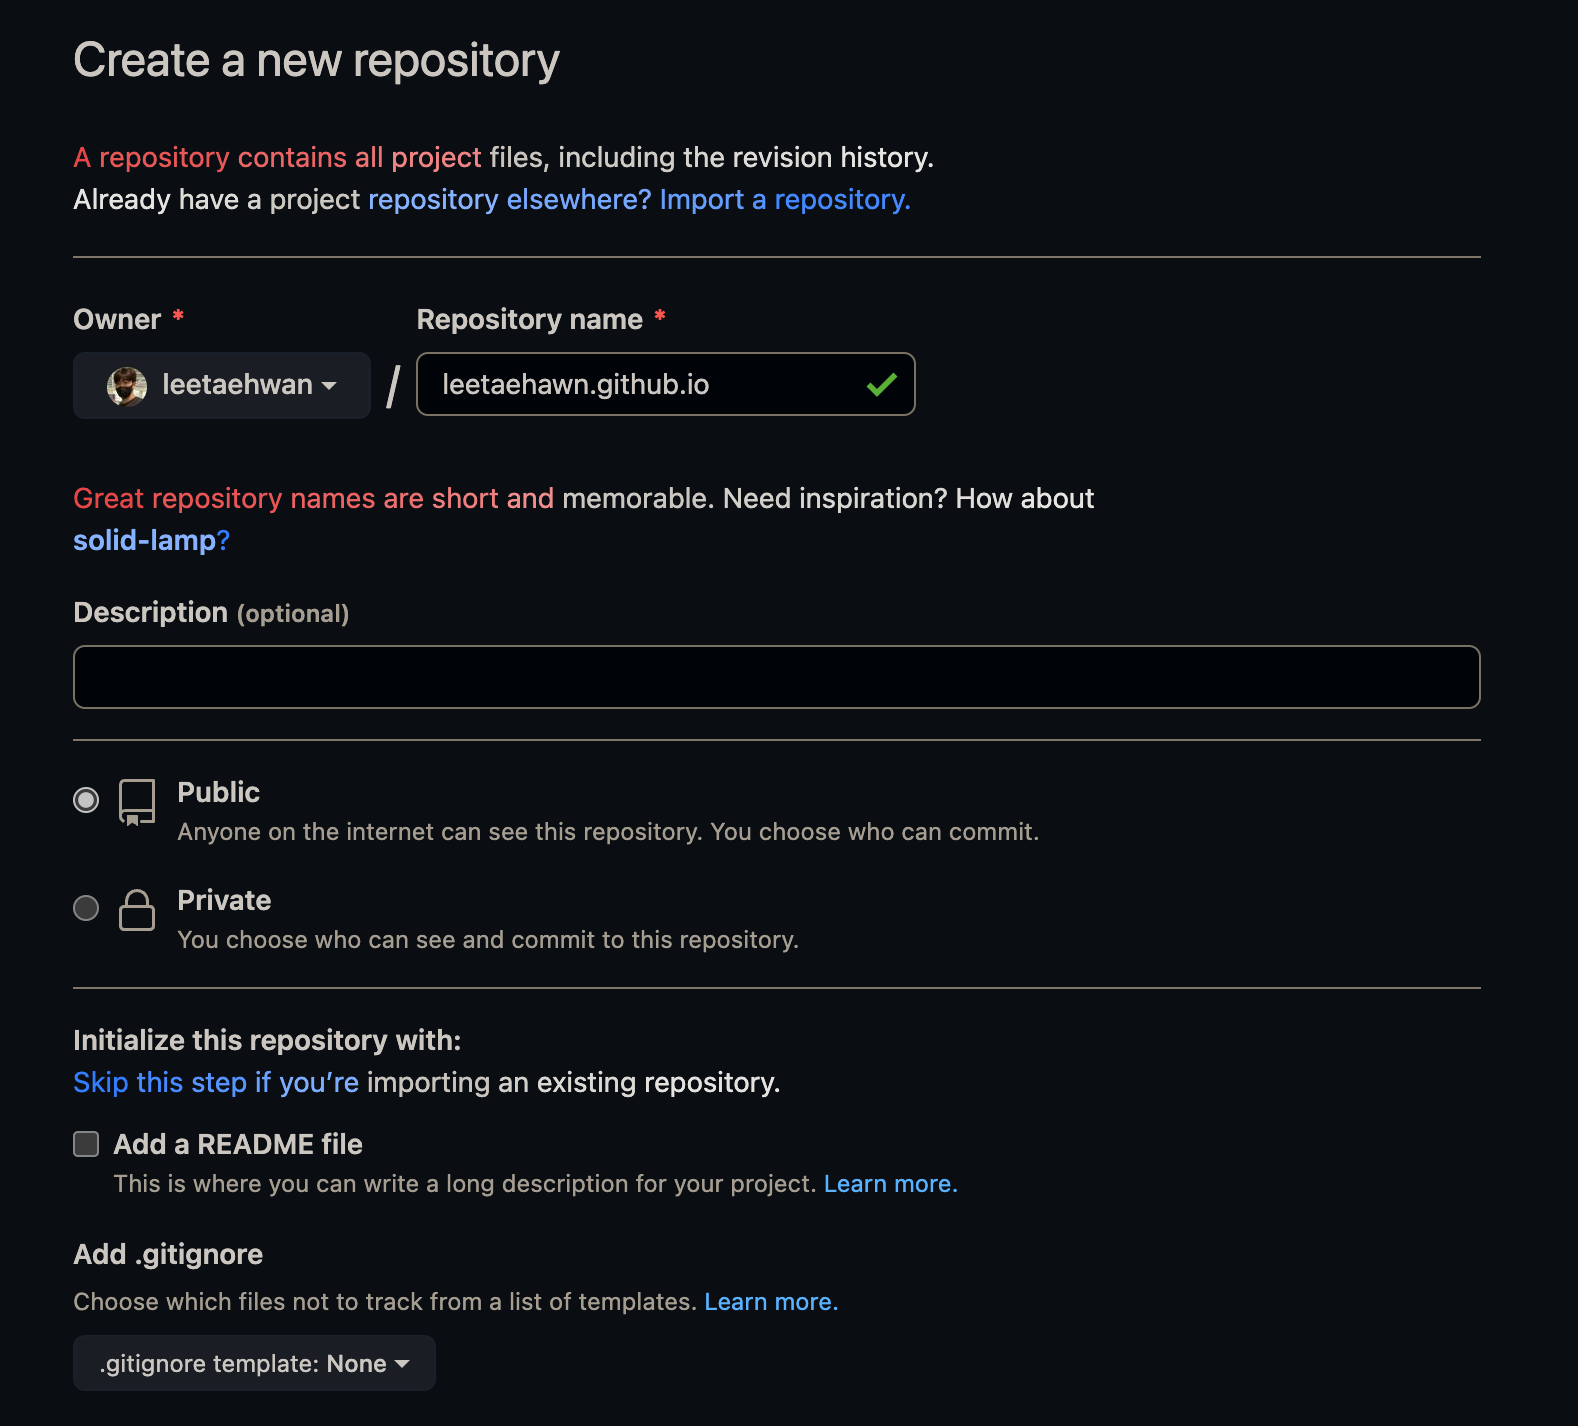 Create a new repository
A repository contains all project files, including the revision history.
Already have a project repository elsewhere? Import a repository.
Owner * Repository name *
leetaehwan / leetaehawn.github.io
Great repository names are short and memorable. Need inspiration? How about
solid-lamp?
Description (optional)
Public
Anyone on the internet can see this repository. You choose who can commit.
Private
You choose who can see and commit to this repository.
Initialize this repository with:
Skip this step if you’re importing an existing repository.
Add a README file
This is where you can write a long description for your project. Learn more.
Add .gitignore
Choose which files not to track from a list of templates. Learn more.
.gitignore template: None